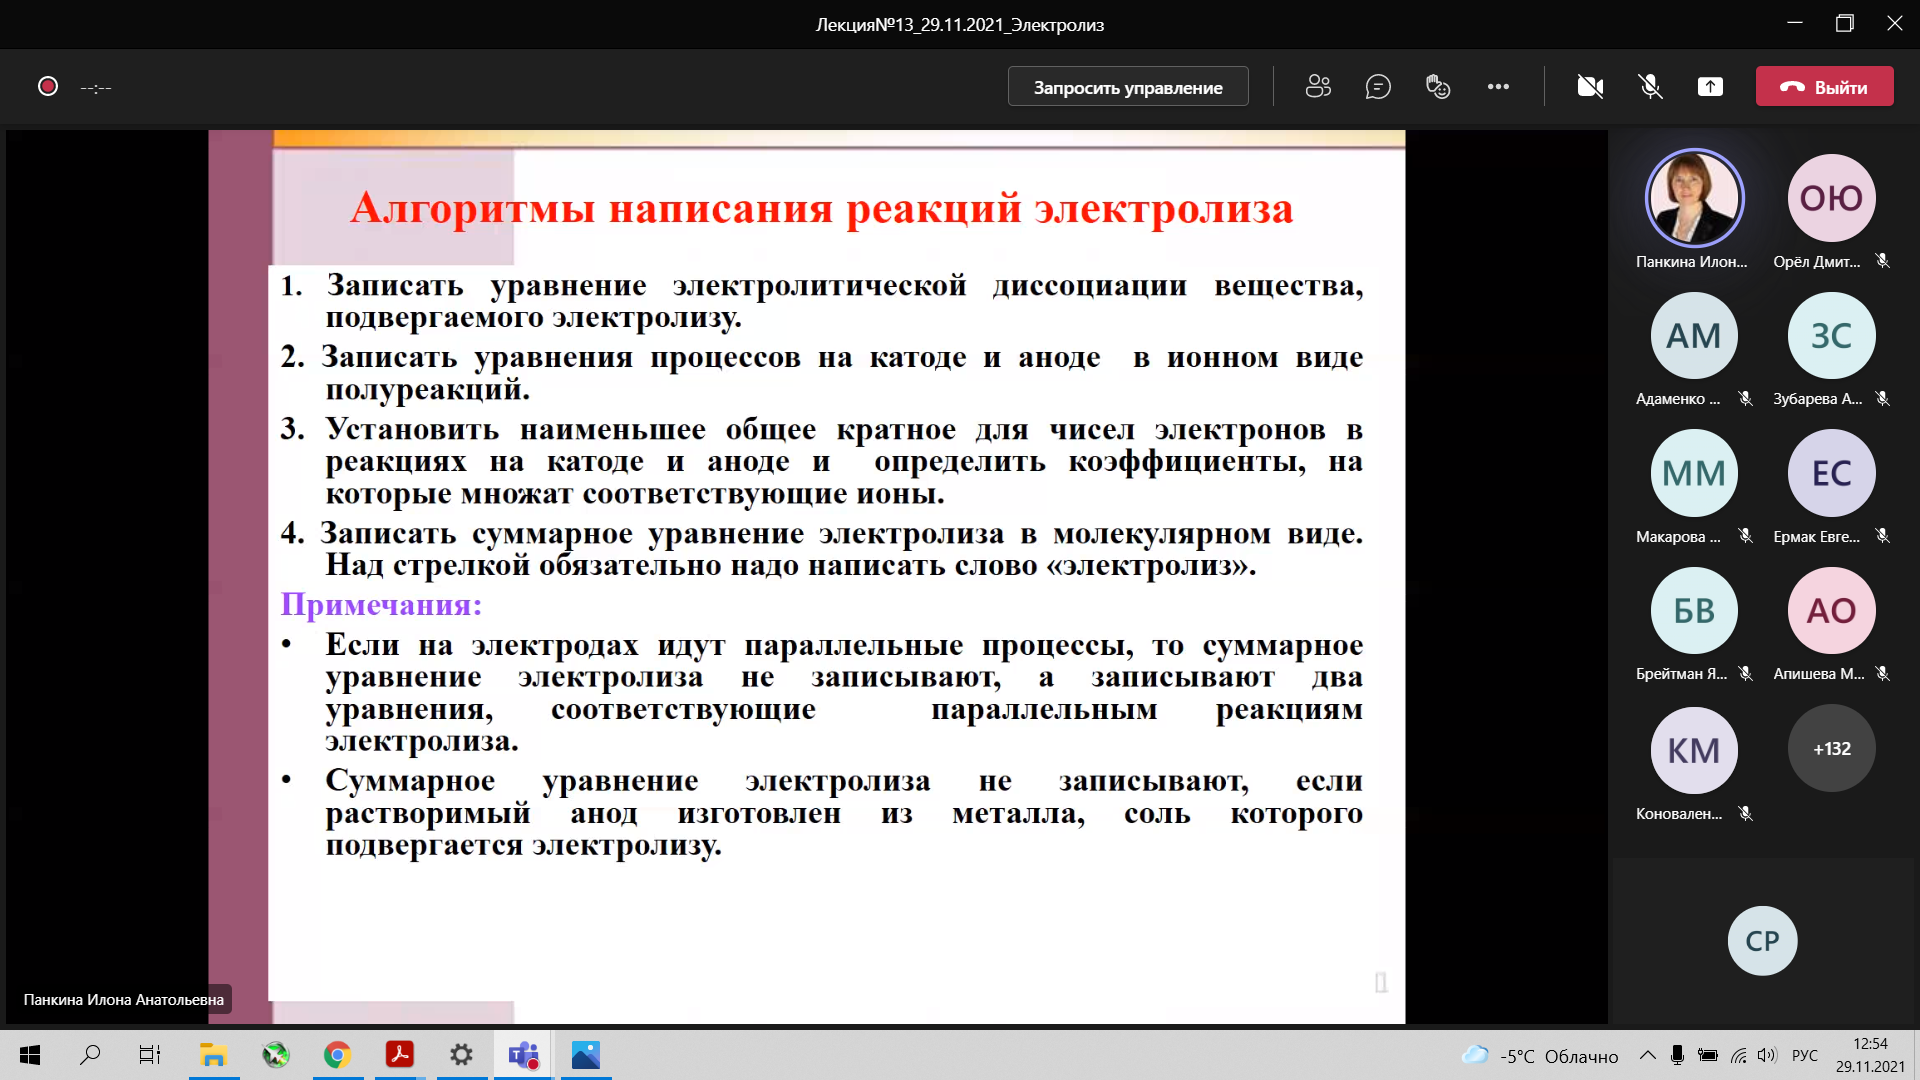 Лекция№13_29.11.2021_Электролиз
--:--
Запросить управление
Выйти
Алгоритмы написания реакций электролиза
1. Записать уравнение электролитической диссоциации вещества,
подвергаемого электролизу.
2. Записать уравнения процессов на катоде и аноде в ионном виде
полуреакций.
3. Установить наименьшее общее кратное для чисел электронов в
реакциях на катоде и аноде и определить коэффициенты, на
которые множат соответствующие ионы.
4. Записать суммарное уравнение электролиза в молекулярном виде.
Над стрелкой обязательно надо написать слово «электролиз».
Примечания:
• Если на электродах идут параллельные процессы, то суммарное
уравнение электролиза не записывают, а записывают два
уравнения, соответствующие параллельным реакциям
электролиза.
• Суммарное уравнение электролиза не записывают, если
растворимый анод изготовлен из металла, соль которого
подвергается электролизу.
Панкина Илона Анатольевна
ОЮ
Панкина Илон...
Орёл Дмит...
АМ
ЗС
Адаменко ...
Зубарева А...
ММ
ЕС
Макарова ...
Ермак Евге...
БВ
АО
Брейтман Я...
Апишева М...
КМ
+132
Коновален...
СР
-5°C Облачно
РУС
12:54
29.11.2021